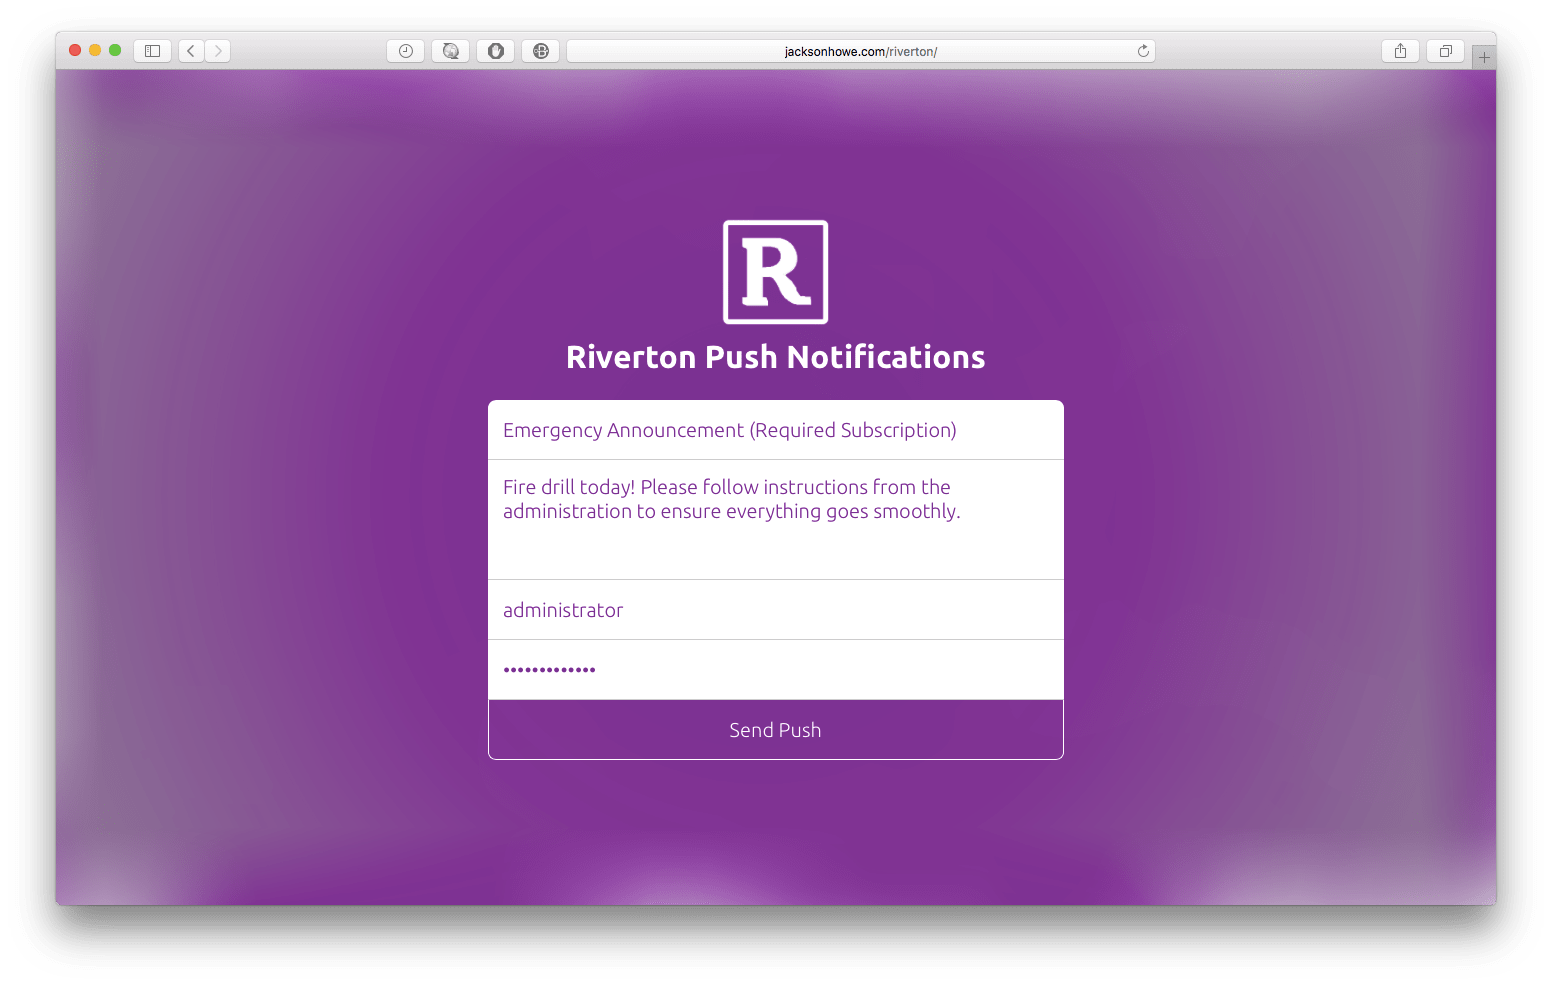 jacksonhowe.com/riverton/
R
Riverton Push Notifications
Emergency Announcement (Required Subscription)
Fire drill today! Please follow instructions from the
administration to ensure everything goes smoothly.
administrator
•••••••••••••
Send Push